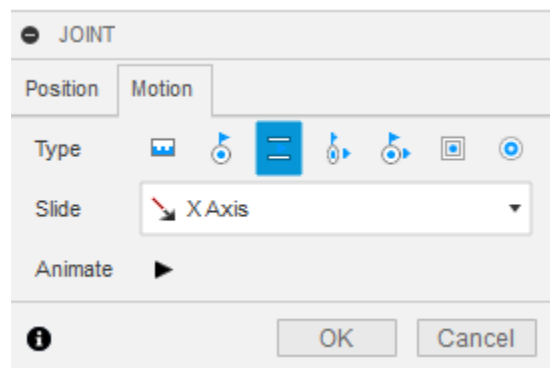 JOINT
Position Motion
Type
Slide X Axis
Animate
OK Cancel